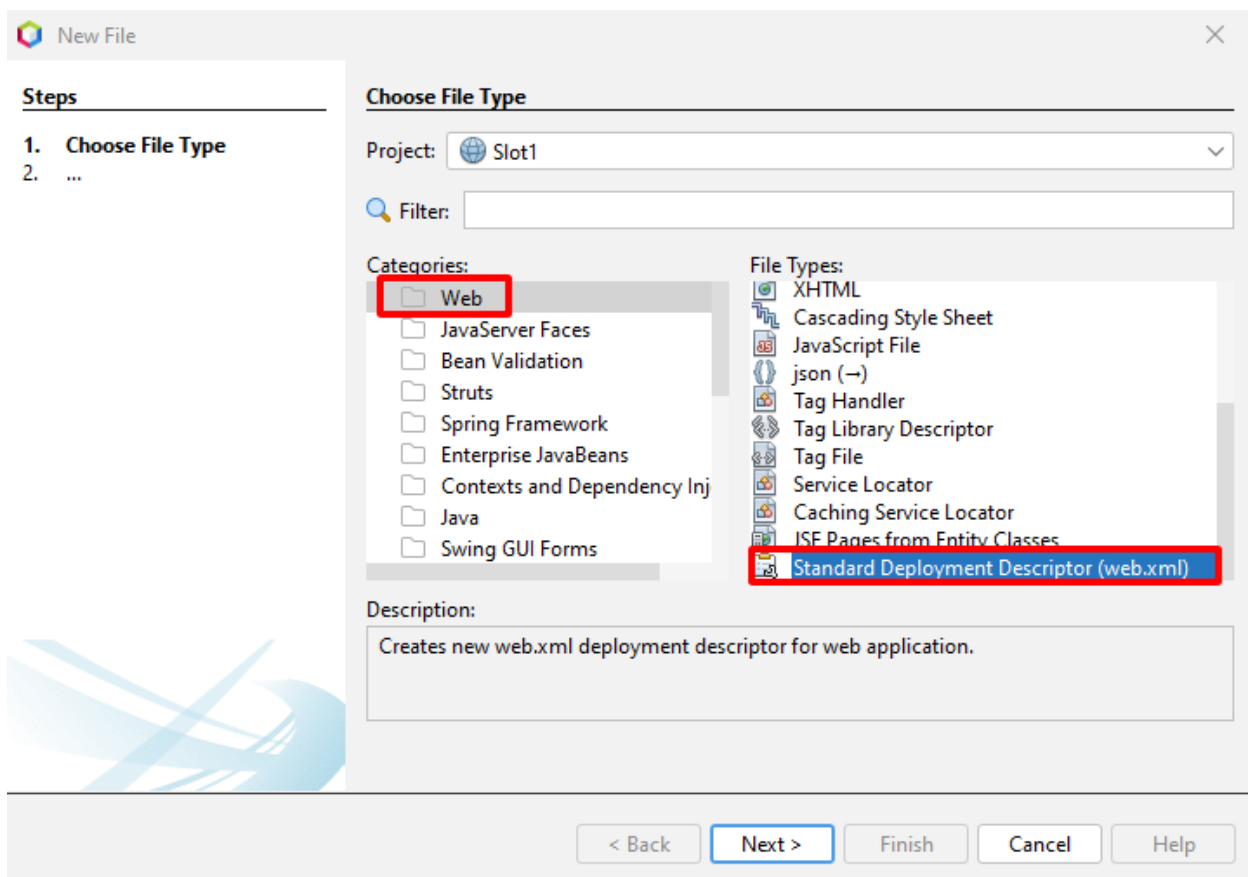 New File
Steps
1. Choose File Type
2. ...
Choose File Type
Project: Slot1
Filter:
Categories:
Web
JavaServer Faces
Bean Validation
Struts
Spring Framework
Enterprise JavaBeans
Contexts and Dependency Inj
Java
Swing GUI Forms
File Types:
XHTML
Cascading Style Sheet
JavaScript File
json (→)
Tag Handler
Tag Library Descriptor
Tag File
Service Locator
Caching Service Locator
JSF Pages from Entity Classes
Standard Deployment Descriptor (web.xml)
Description:
Creates new web.xml deployment descriptor for web application.
< Back
Next >
Finish
Cancel
Help